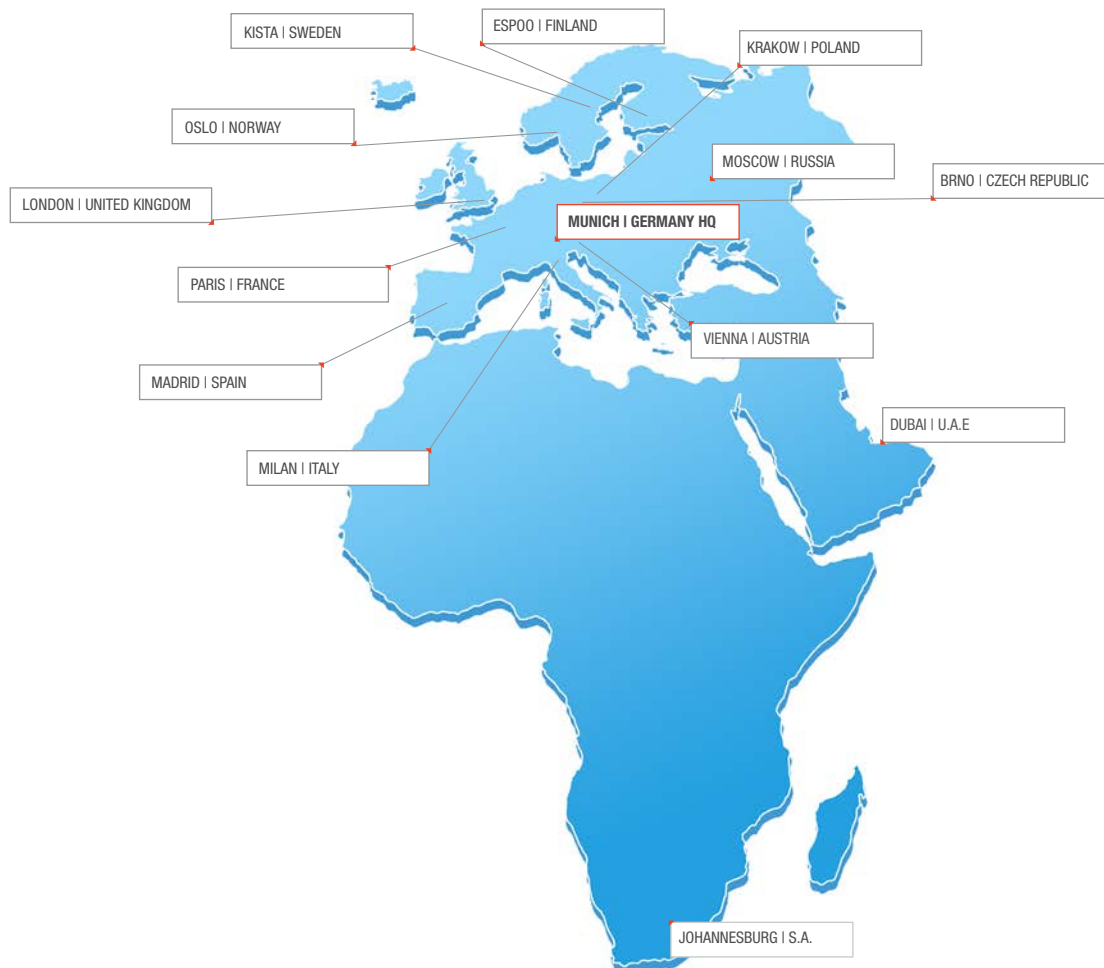 ESPOO | FINLAND
KISTA | SWEDEN
KRAKOW | POLAND
OSLO | NORWAY
MOSCOW | RUSSIA
BRNO | CZECH REPUBLIC
LONDON | UNITED KINGDOM
MUNICH | GERMANY HQ
PARIS | FRANCE
VIENNA | AUSTRIA
MADRID | SPAIN
DUBAI | U.A.E
MILAN | ITALY
JOHANNESBURG | S.A.